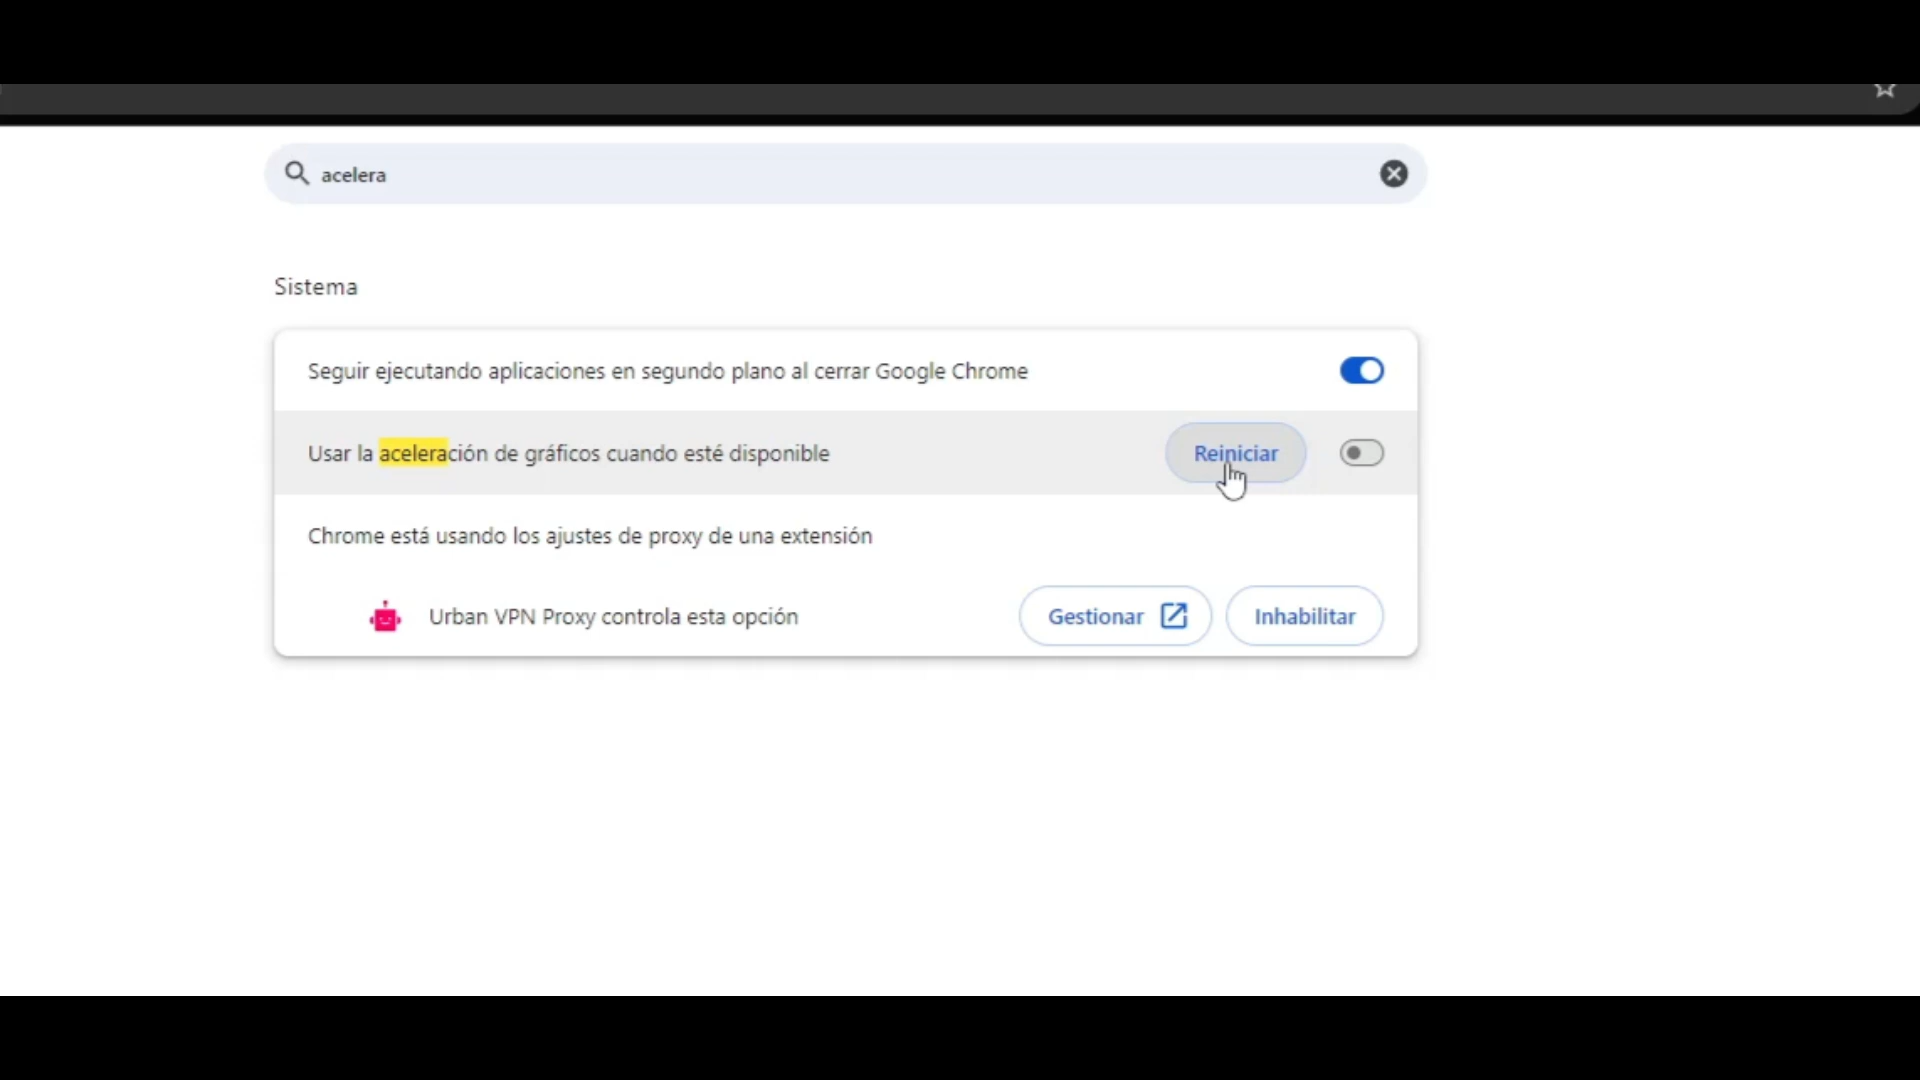 acelera
Sistema
Seguir ejecutando aplicaciones en segundo plano al cerrar Google Chrome
Usar la aceleración de gráficos cuando esté disponible Reiniciar
Chrome está usando los ajustes de proxy de una extensión
Urban VPN Proxy controla esta opción Gestionar Inhabilitar